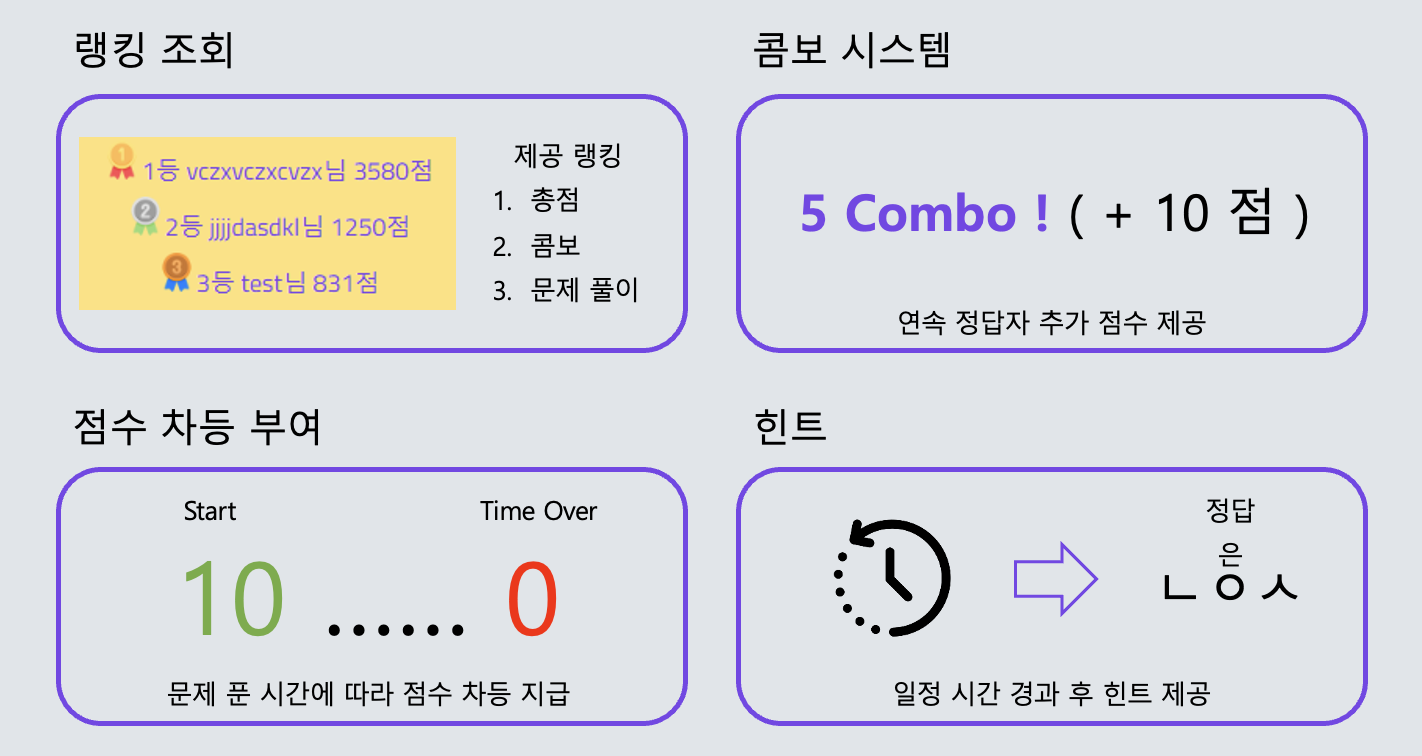 랭킹 조회
1등 vczxvczxcvzx님 3580점
2등 jjjjdasdkl님 1250점
3등 test님 831점
제공 랭킹
1. 총점
2. 콤보
3. 문제 풀이
콤보 시스템
5 Combo ! ( + 10 점 )
연속 정답자 추가 점수 제공
점수 차등 부여
Start
Time Over
10 ...... 0
문제 푼 시간에 따라 점수 차등 지급
힌트
정답
은
ㄴㅇㅅ
일정 시간 경과 후 힌트 제공